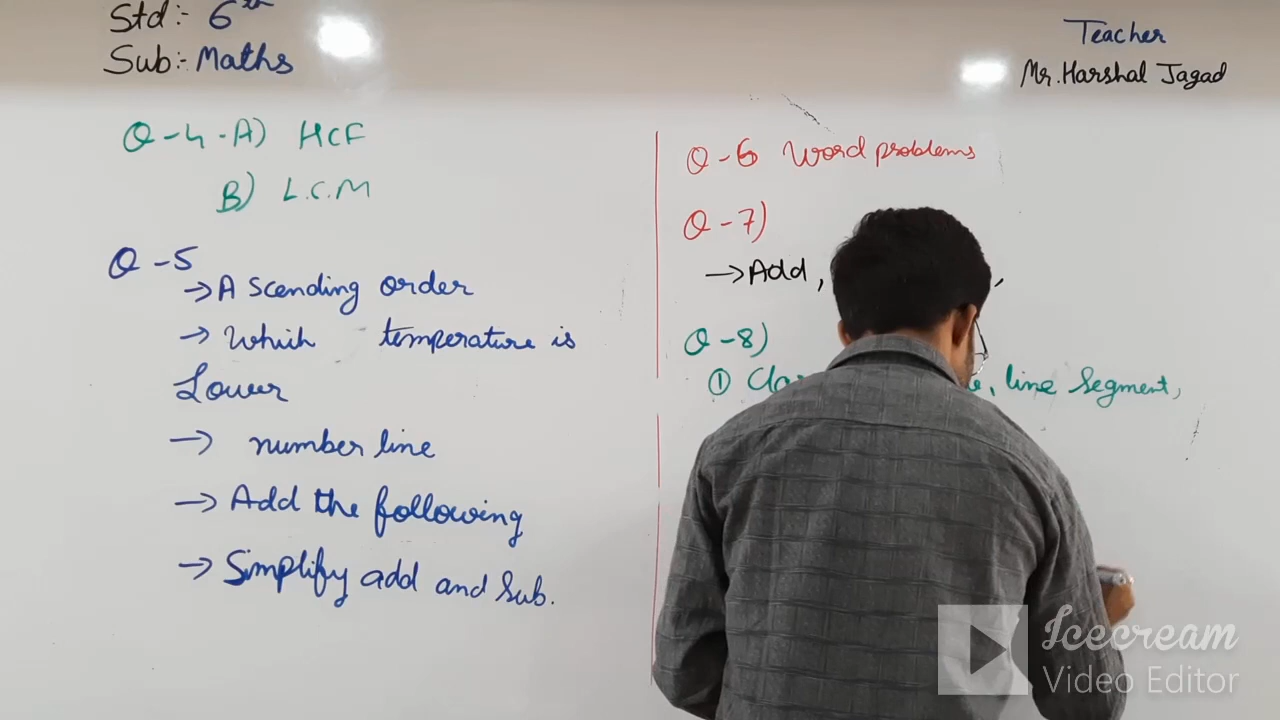 Std:- 6th
Sub:- Maths
Teacher
Mr. Harshal Jagad
Q-4-A) HCF
B) L.C.M
Q-5
→ Ascending order
→ Which temperature is
Lower
→ number line
→ Add the following
→ Simplify add and Sub.
Q-6 Word problems
Q-7)
→ Add,
,
Q-8)
① , line Segment,
Icecream
Video Editor